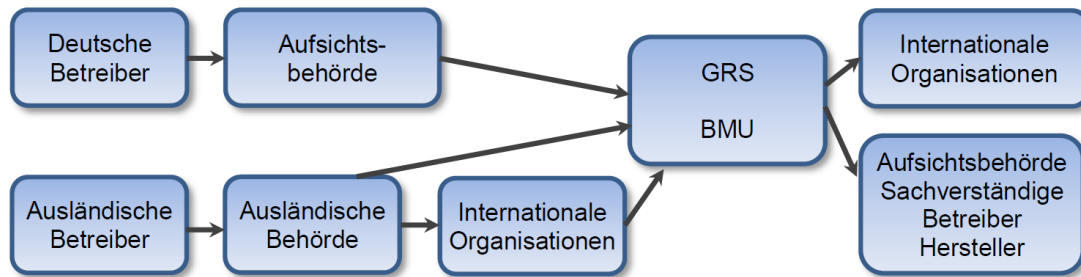 Deutsche
Betreiber
Aufsichts-
behörde
GRS
BMU
Internationale
Organisationen
Ausländische
Betreiber
Ausländische
Behörde
Internationale
Organisationen
Aufsichtsbehörde
Sachverständige
Betreiber
Hersteller